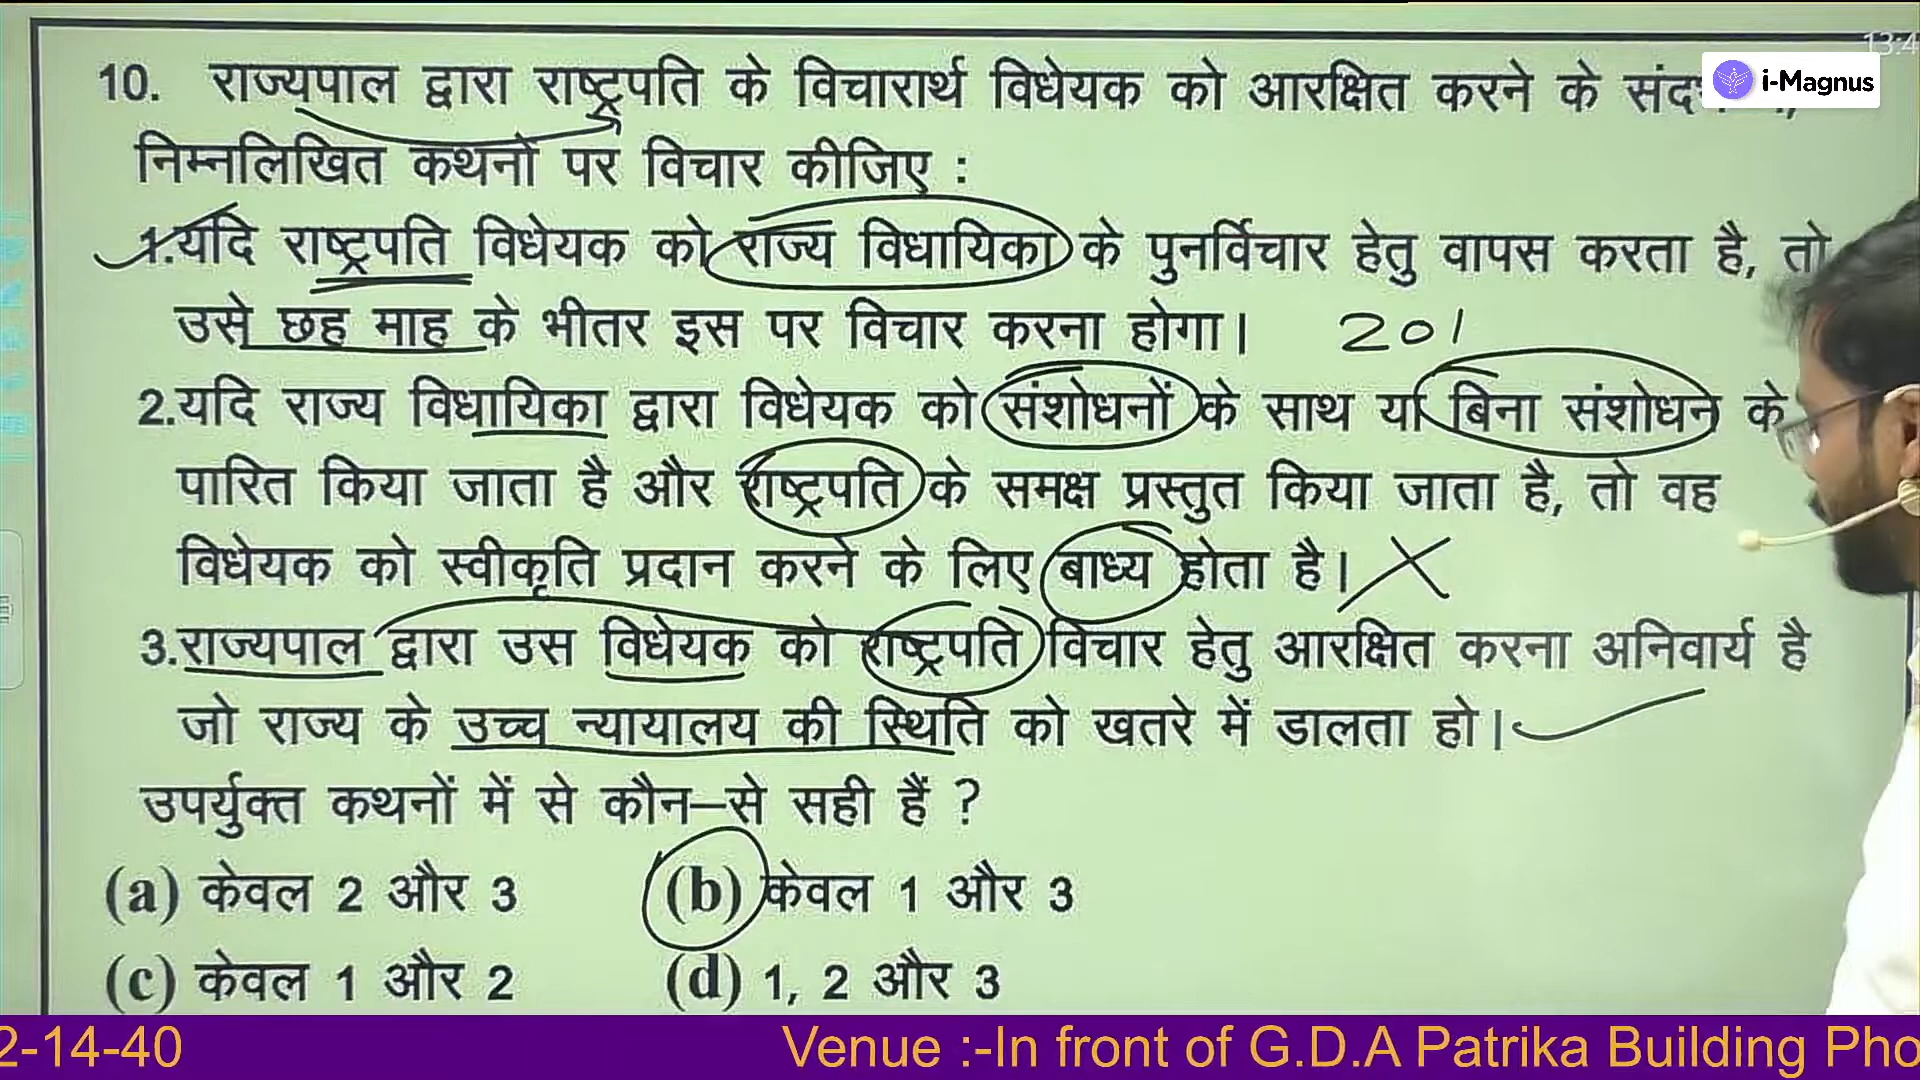 13:4
i-Magnus
10. राज्यपाल द्वारा राष्ट्रपति के विचारार्थ विधेयक को आरक्षित करने के
निम्नलिखित कथनों पर विचार कीजिए :
1.यदि राष्ट्रपति विधेयक को राज्य विधायिका के पुनर्विचार हेतु वापस करता है, तो
उसे छह माह के भीतर इस पर विचार करना होगा। 201
2.यदि राज्य विधायिका द्वारा विधेयक को संशोधनों के साथ या बिना संशोधन के
पारित किया जाता है और राष्ट्रपति के समक्ष प्रस्तुत किया जाता है, तो वह
विधेयक को स्वीकृति प्रदान करने के लिए बाध्य होता है।
3.राज्यपाल द्वारा उस विधेयक को राष्ट्रपति विचार हेतु आरक्षित करना अनिवार्य है
जो राज्य के उच्च न्यायालय की स्थिति को खतरे में डालता हो।
उपर्युक्त कथनों में से कौन–से सही हैं ?
(a) केवल 2 और 3 (b) केवल 1 और 3
(c) केवल 1 और 2 (d) 1, 2 और 3
2-14-40 Venue :-In front of G.D.A Patrika Building Pho